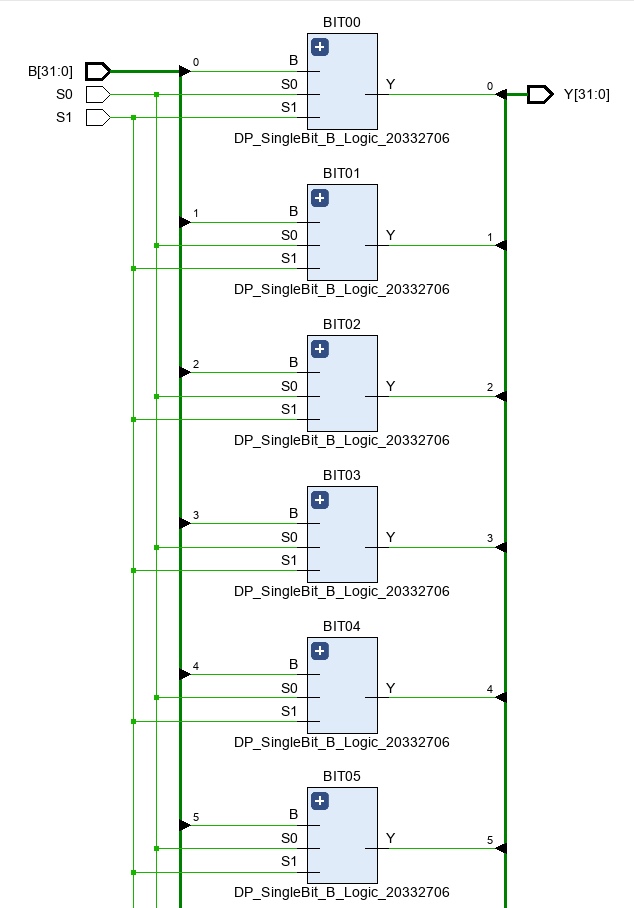 BIT00
B[31:0]
0
B
S0
S0
Y
0
Y[31:0]
S1
S1
DP_SingleBit_B_Logic_20332706
BIT01
1
B
S0
Y
1
S1
DP_SingleBit_B_Logic_20332706
BIT02
2
B
S0
Y
2
S1
DP_SingleBit_B_Logic_20332706
BIT03
3
B
S0
Y
3
S1
DP_SingleBit_B_Logic_20332706
BIT04
4
B
S0
Y
4
S1
DP_SingleBit_B_Logic_20332706
BIT05
5
B
S0
Y
5
S1
DP_SingleBit_B_Logic_20332706